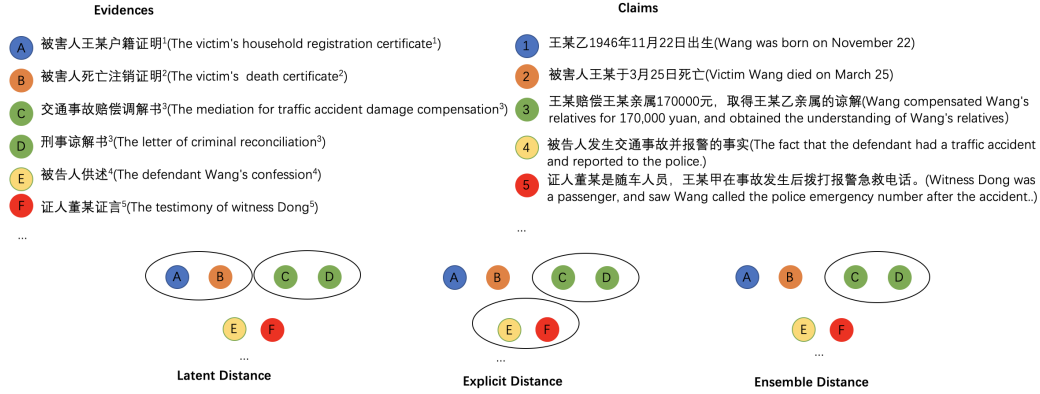 Evidences
A 被害人王某户籍证明¹(The victim's household registration certificate¹)
B 被害人死亡注销证明²(The victim's death certificate²)
C 交通事故赔偿调解书³(The mediation for traffic accident damage compensation³)
D 刑事谅解书³(The letter of criminal reconciliation³)
E 被告人供述⁴(The defendant Wang's confession⁴)
F 证人董某证言⁵(The testimony of witness Dong⁵)
...
Claims
1 王某乙1946年11月22日出生(Wang was born on November 22)
2 被害人王某于3月25日死亡(Victim Wang died on March 25)
3 王某赔偿王某亲属170000元，取得王某乙亲属的谅解(Wang compensated Wang's
relatives for 170,000 yuan, and obtained the understanding of Wang's relatives)
4 被告人发生交通事故并报警的事实(The fact that the defendant had a traffic accident
and reported to the police.)
5 证人董某是随车人员，王某甲在事故发生后拨打报警急救电话。(Witness Dong was
a passenger, and saw Wang called the police emergency number after the accident..)
...
A B C D
E F
...
Latent Distance
A B C D
E F
...
Explicit Distance
A B C D
E F
...
Ensemble Distance